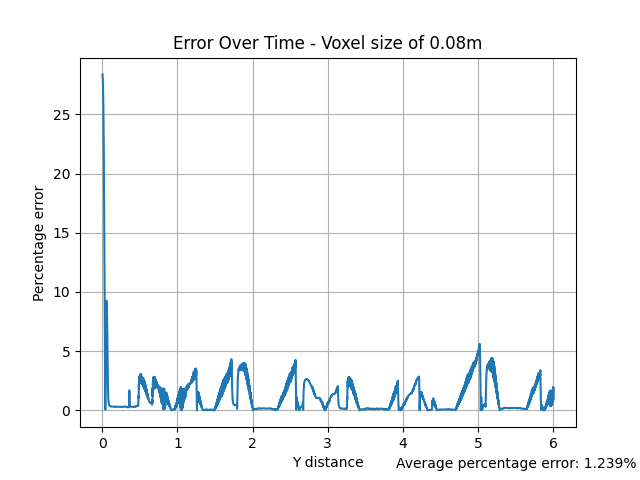 Error Over Time - Voxel size of 0.08m
Percentage error
25
20
15
10
5
0
0 1 2 3 4 5 6
Y distance
Average percentage error: 1.239%